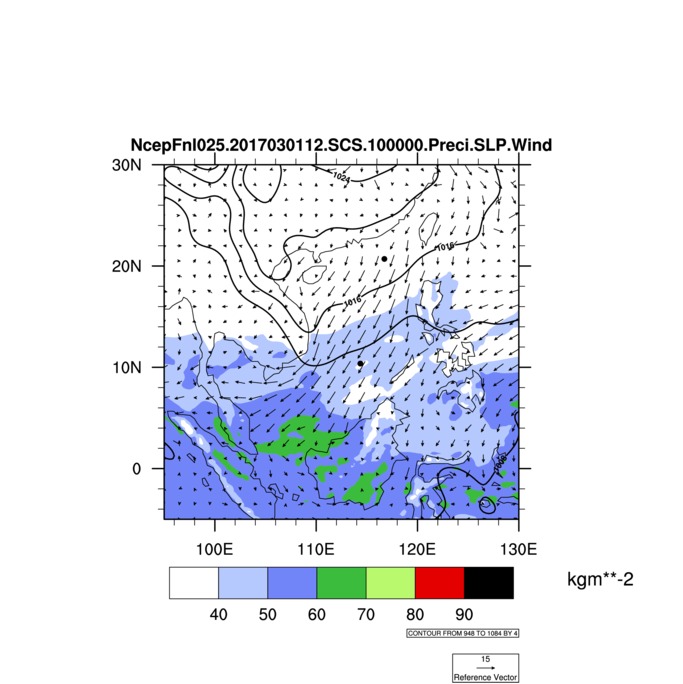 NcepFnl025.2017030112.SCS.100000.Preci.SLP.Wind
30N
1024
20N
1016
1016
10N
1008
0
100E 110E 120E 130E
kgm**-2
40 50 60 70 80 90
CONTOUR FROM 948 TO 1084 BY 4
15
Reference Vector